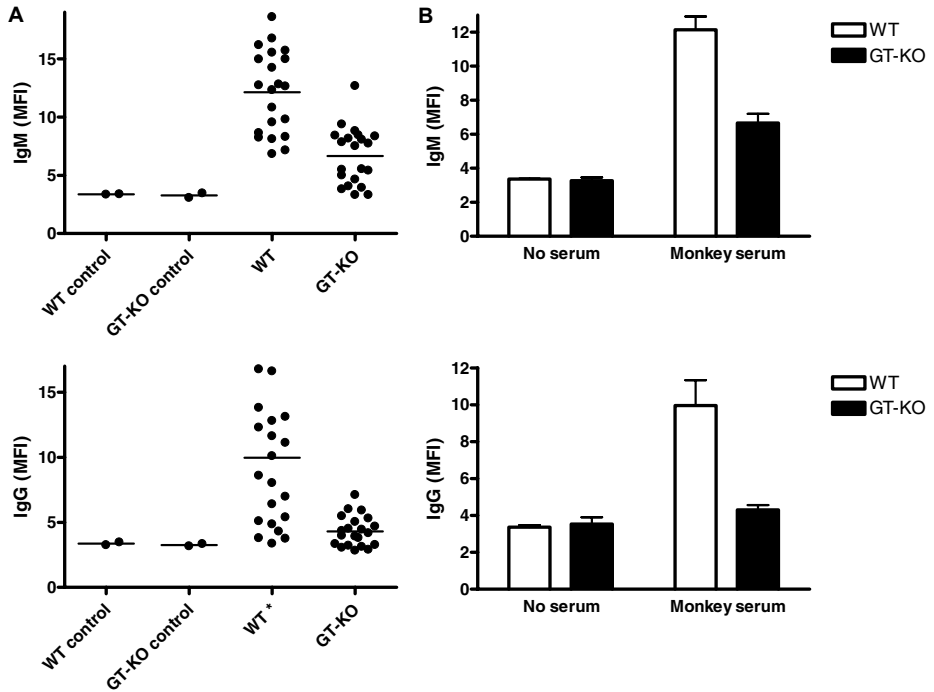 A
IgM (MFI)
15
10
5
0
WT control
GT-KO control
WT
GT-KO
B
IgM (MFI)
12
10
8
6
4
2
0
No serum
Monkey serum
WT
GT-KO
IgG (MFI)
15
10
5
0
WT control
GT-KO control
WT *
GT-KO
IgG (MFI)
12
10
8
6
4
2
0
No serum
Monkey serum
WT
GT-KO